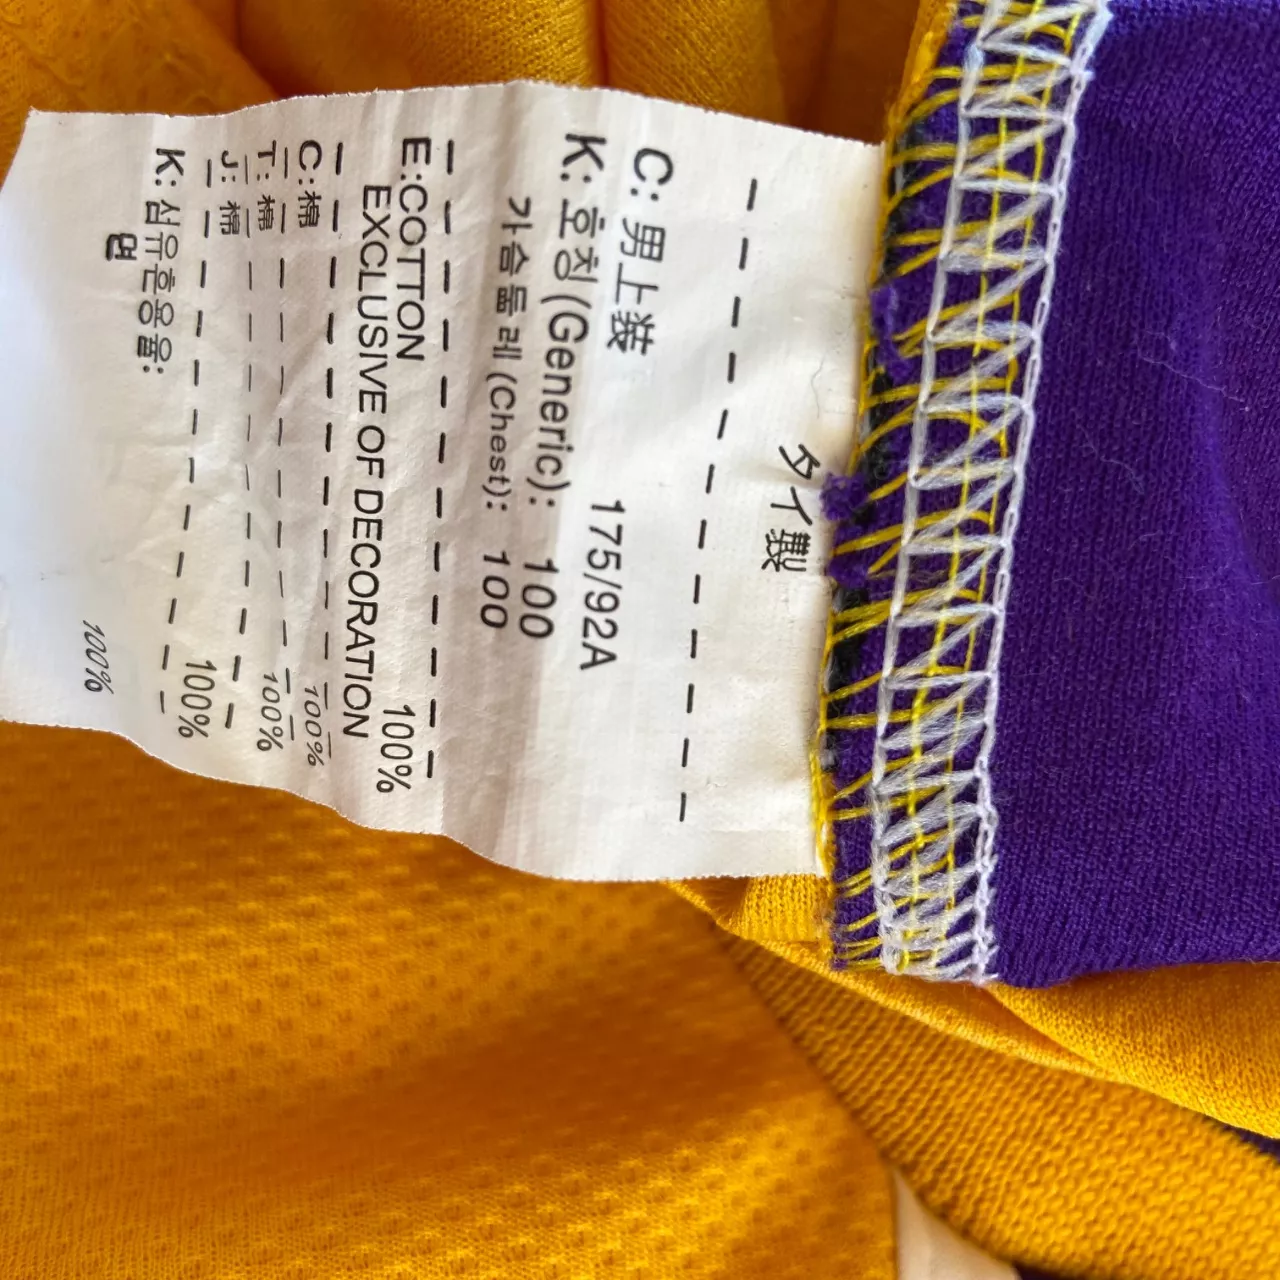 タイ製
C: 男上装 175/92A
K: 호칭 (Generic): 100
가슴둘레 (Chest): 100
E:COTTON 100%
EXCLUSIVE OF DECORATION
C: 棉 100%
T: 棉 100%
J: 棉 100%
K: 섬유혼용율:
면 100%